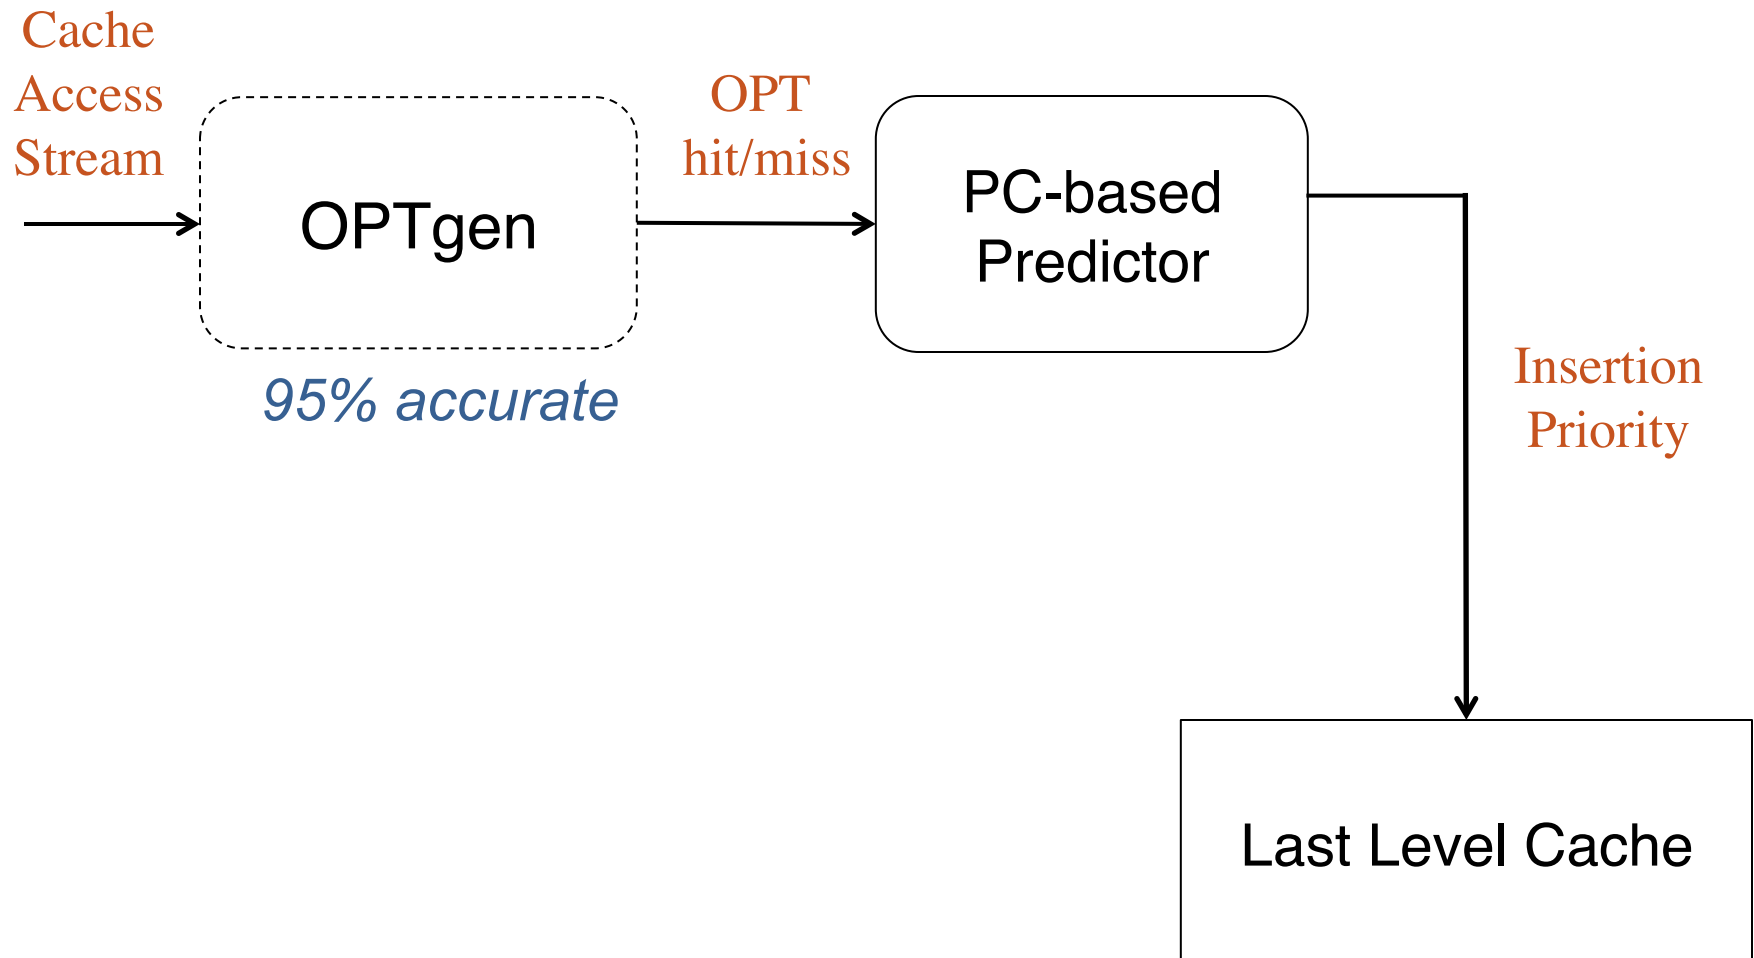 Cache
Access
Stream
OPTgen
95% accurate
OPT
hit/miss
PC-based
Predictor
Insertion
Priority
Last Level Cache